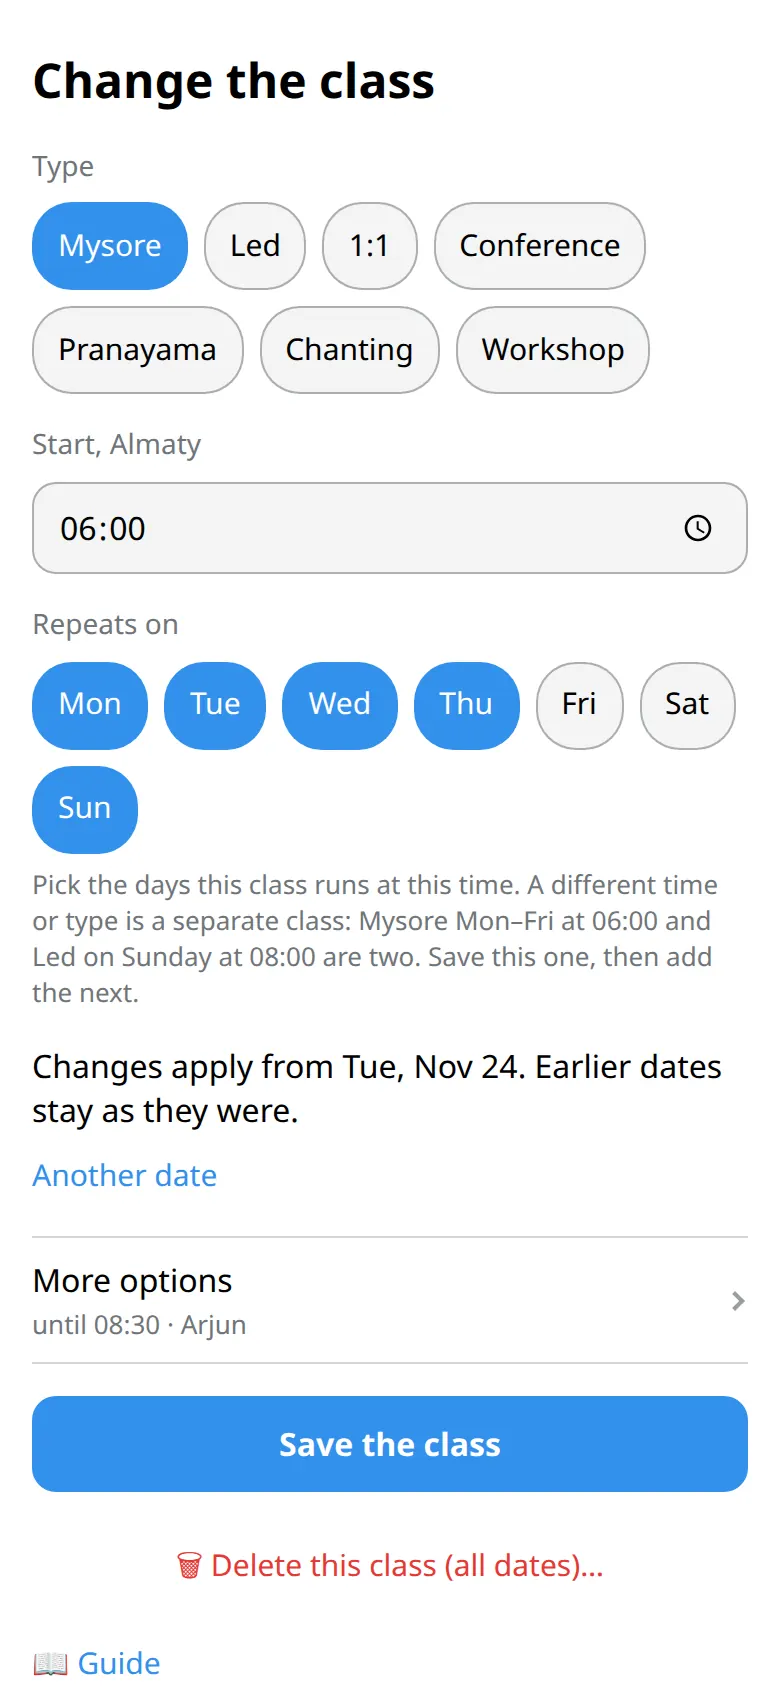 Change the class
Type
Mysore Led 1:1 Conference
Pranayama Chanting Workshop
Start, Almaty
06:00
Repeats on
Mon Tue Wed Thu Fri Sat
Sun
Pick the days this class runs at this time. A different time
or type is a separate class: Mysore Mon–Fri at 06:00 and
Led on Sunday at 08:00 are two. Save this one, then add
the next.
Changes apply from Tue, Nov 24. Earlier dates
stay as they were.
Another date
More options
until 08:30 · Arjun
Save the class
Delete this class (all dates)...
Guide